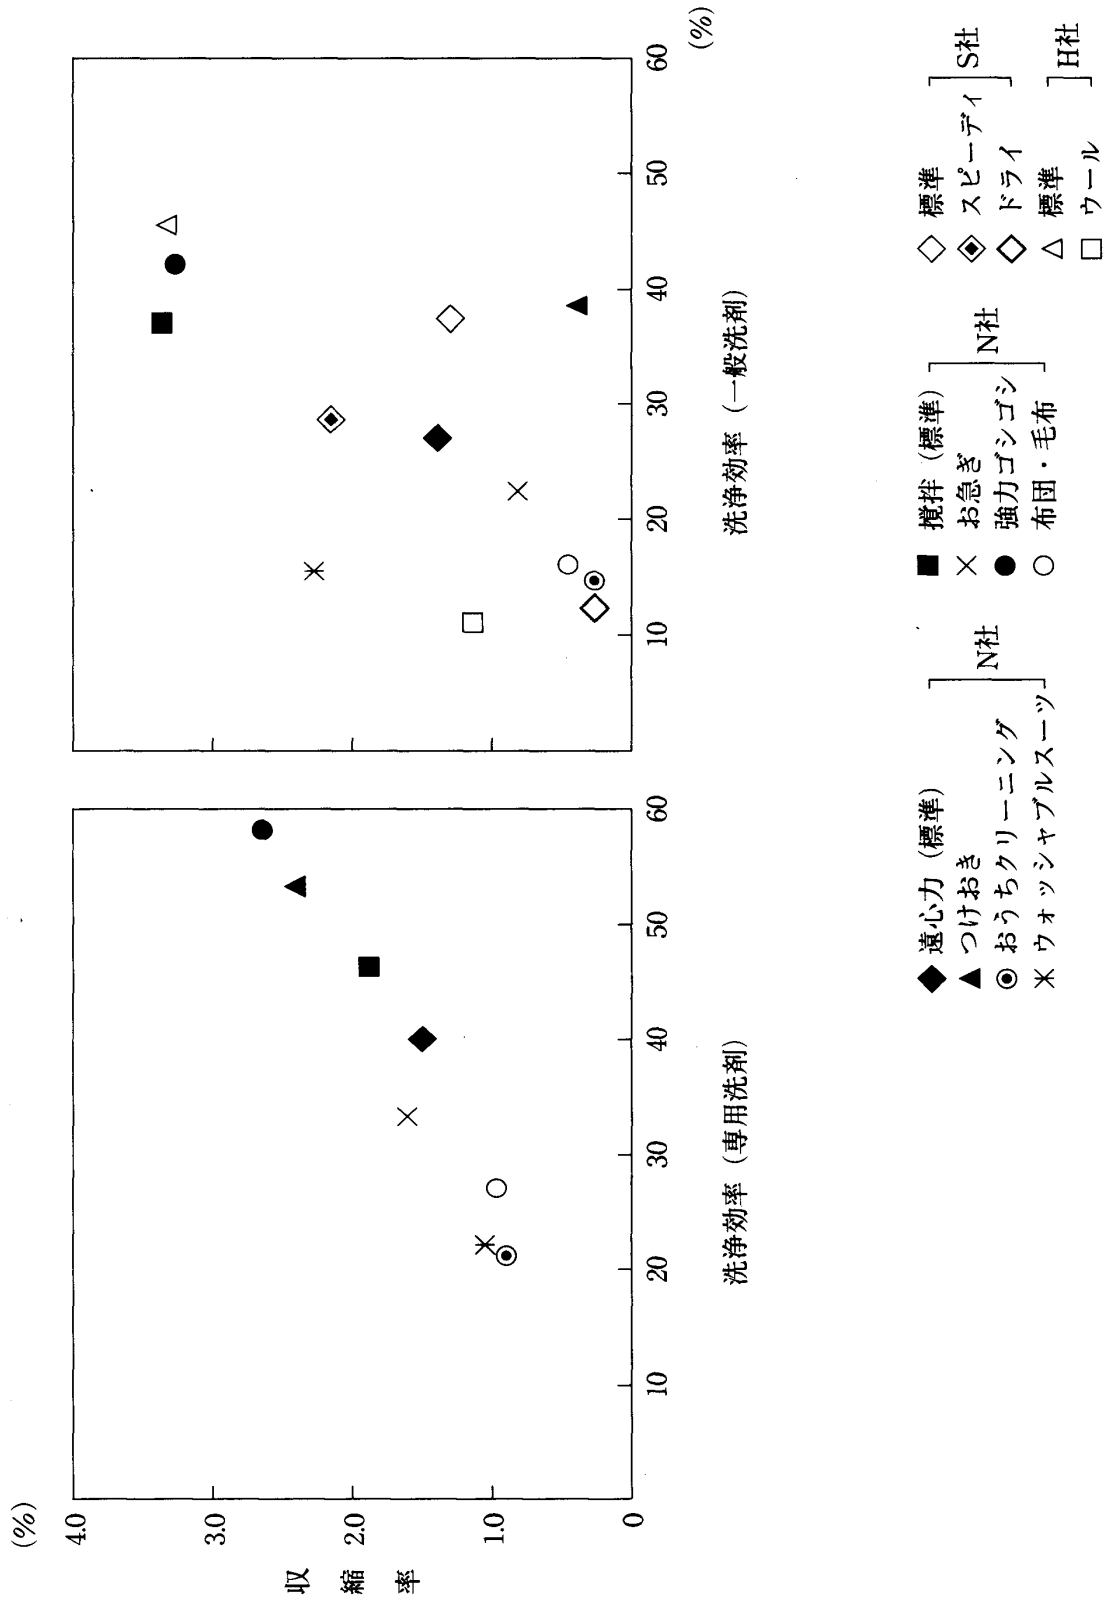 (%)
4.0
3.0
2.0
1.0
0
収縮率
10
20
30
40
50
60
洗浄効率(専用洗剤)
10
20
30
40
50
60
(%)
洗浄効率(一般洗剤)
◆ 遠心力(標準)
▲ つけおき
◉ おうちクリーニング
ウォッシャブルスーツ
N社
■ 攪拌(標準)
× お急ぎ
● 強力ゴシゴシ
○ 布団・毛布
N社
◇ 標準
◈ スピーディ
◇ ドライ
S社
△ 標準
□ ウール
H社